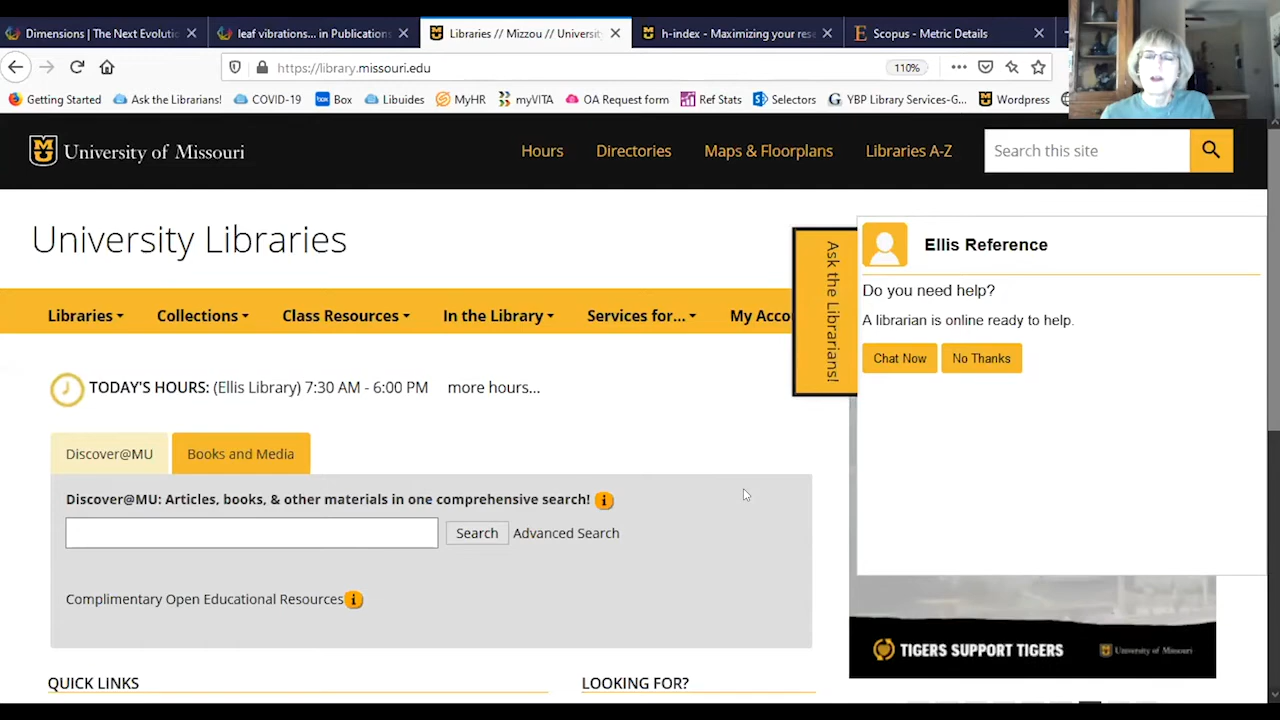 Dimensions | The Next Evoluti
leaf vibrations... in Publications
Libraries // Mizzou // Universit
h-index - Maximizing your rese
Scopus - Metric Details
https://library.missouri.edu
110%
Getting Started
Ask the Librarians!
COVID-19
box Box
Libuides
MyHR
myVITA
OA Request form
Ref Stats
Selectors
YBP Library Services-G...
Wordpress
University of Missouri
Hours
Directories
Maps & Floorplans
Libraries A-Z
Search this site
University Libraries
Ask the Librarians!
Ellis Reference
Do you need help?
A librarian is online ready to help.
Chat Now
No Thanks
Libraries
Collections
Class Resources
In the Library
Services for...
My Acco
TODAY'S HOURS: (Ellis Library) 7:30 AM - 6:00 PM more hours...
Discover@MU
Books and Media
Discover@MU: Articles, books, & other materials in one comprehensive search!
Search
Advanced Search
Complimentary Open Educational Resources
TIGERS SUPPORT TIGERS
University of Missouri
QUICK LINKS
LOOKING FOR?